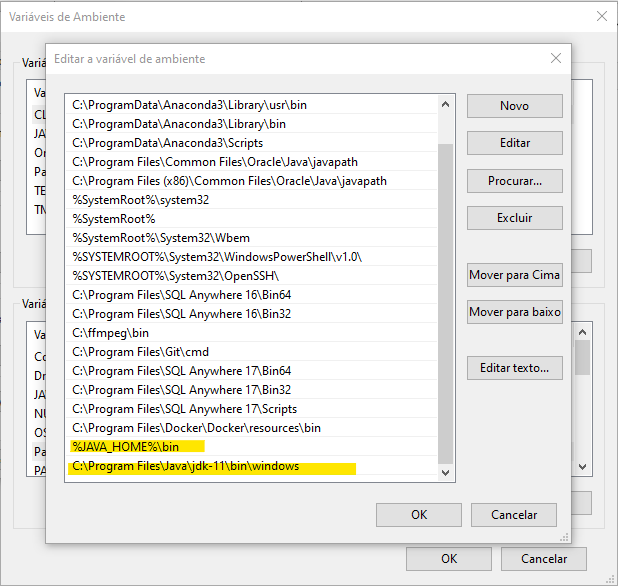 Variáveis de Ambiente
Editar a variável de ambiente
C:\ProgramData\Anaconda3\Library\usr\bin
C:\ProgramData\Anaconda3\Library\bin
C:\ProgramData\Anaconda3\Scripts
C:\Program Files\Common Files\Oracle\Java\javapath
C:\Program Files (x86)\Common Files\Oracle\Java\javapath
%SystemRoot%\system32
%SystemRoot%
%SystemRoot%\System32\Wbem
%SYSTEMROOT%\System32\WindowsPowerShell\v1.0\
%SYSTEMROOT%\System32\OpenSSH\
C:\Program Files\SQL Anywhere 16\Bin64
C:\Program Files\SQL Anywhere 16\Bin32
C:\ffmpeg\bin
C:\Program Files\Git\cmd
C:\Program Files\SQL Anywhere 17\Bin64
C:\Program Files\SQL Anywhere 17\Bin32
C:\Program Files\SQL Anywhere 17\Scripts
C:\Program Files\Docker\Docker\resources\bin
%JAVA_HOME%\bin
C:\Program Files\Java\jdk-11\bin\windows
Novo
Editar
Procurar...
Excluir
Mover para Cima
Mover para baixo
Editar texto...
OK
Cancelar
Variá
Va
CL
JA
Or
Pa
TE
TN
Variá
Va
Co
Dr
JA
NU
OS
Pa
PA
OK
Cancelar